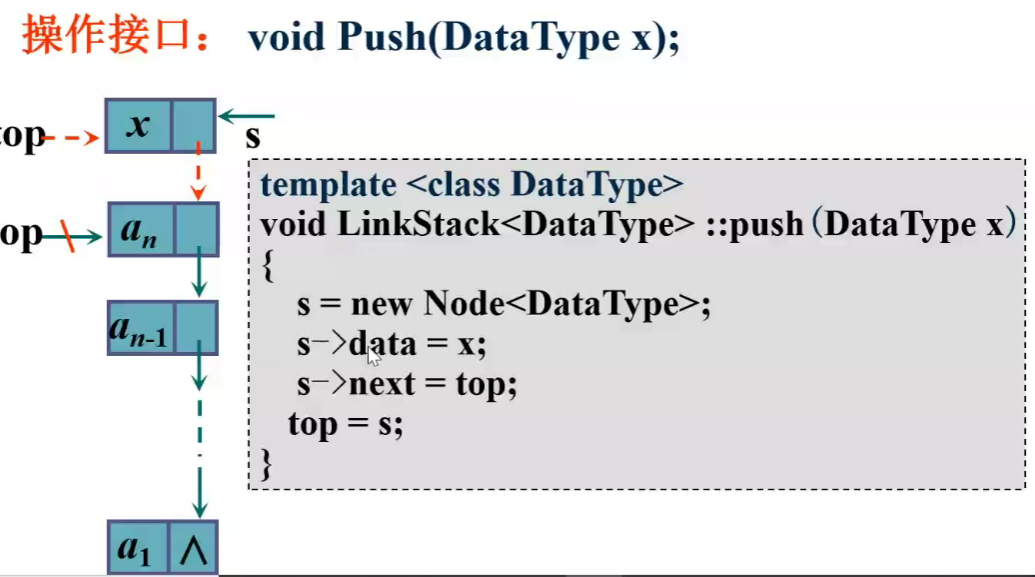 操作接口： void Push(DataType x);
top
x
s
top
an
an-1
a1 ∧
template <class DataType>
void LinkStack<DataType> ::push(DataType x)
{
s = new Node<DataType>;
s->data = x;
s->next = top;
top = s;
}